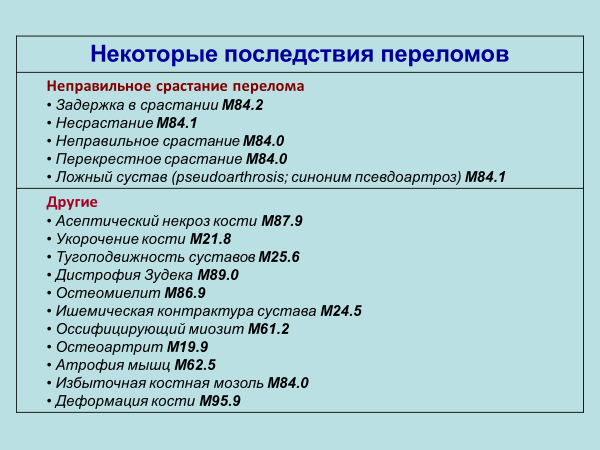 Некоторые последствия переломов
Неправильное срастание перелома
• Задержка в срастании M84.2
• Несрастание M84.1
• Неправильное срастание M84.0
• Перекрестное срастание M84.0
• Ложный сустав (pseudoarthrosis; синоним псевдоартроз) M84.1
Другие
• Асептический некроз кости M87.9
• Укорочение кости M21.8
• Тугоподвижность суставов M25.6
• Дистрофия Зудека M89.0
• Остеомиелит M86.9
• Ишемическая контрактура сустава M24.5
• Оссифицирующий миозит M61.2
• Остеоартрит M19.9
• Атрофия мышц M62.5
• Избыточная костная мозоль M84.0
• Деформация кости M95.9